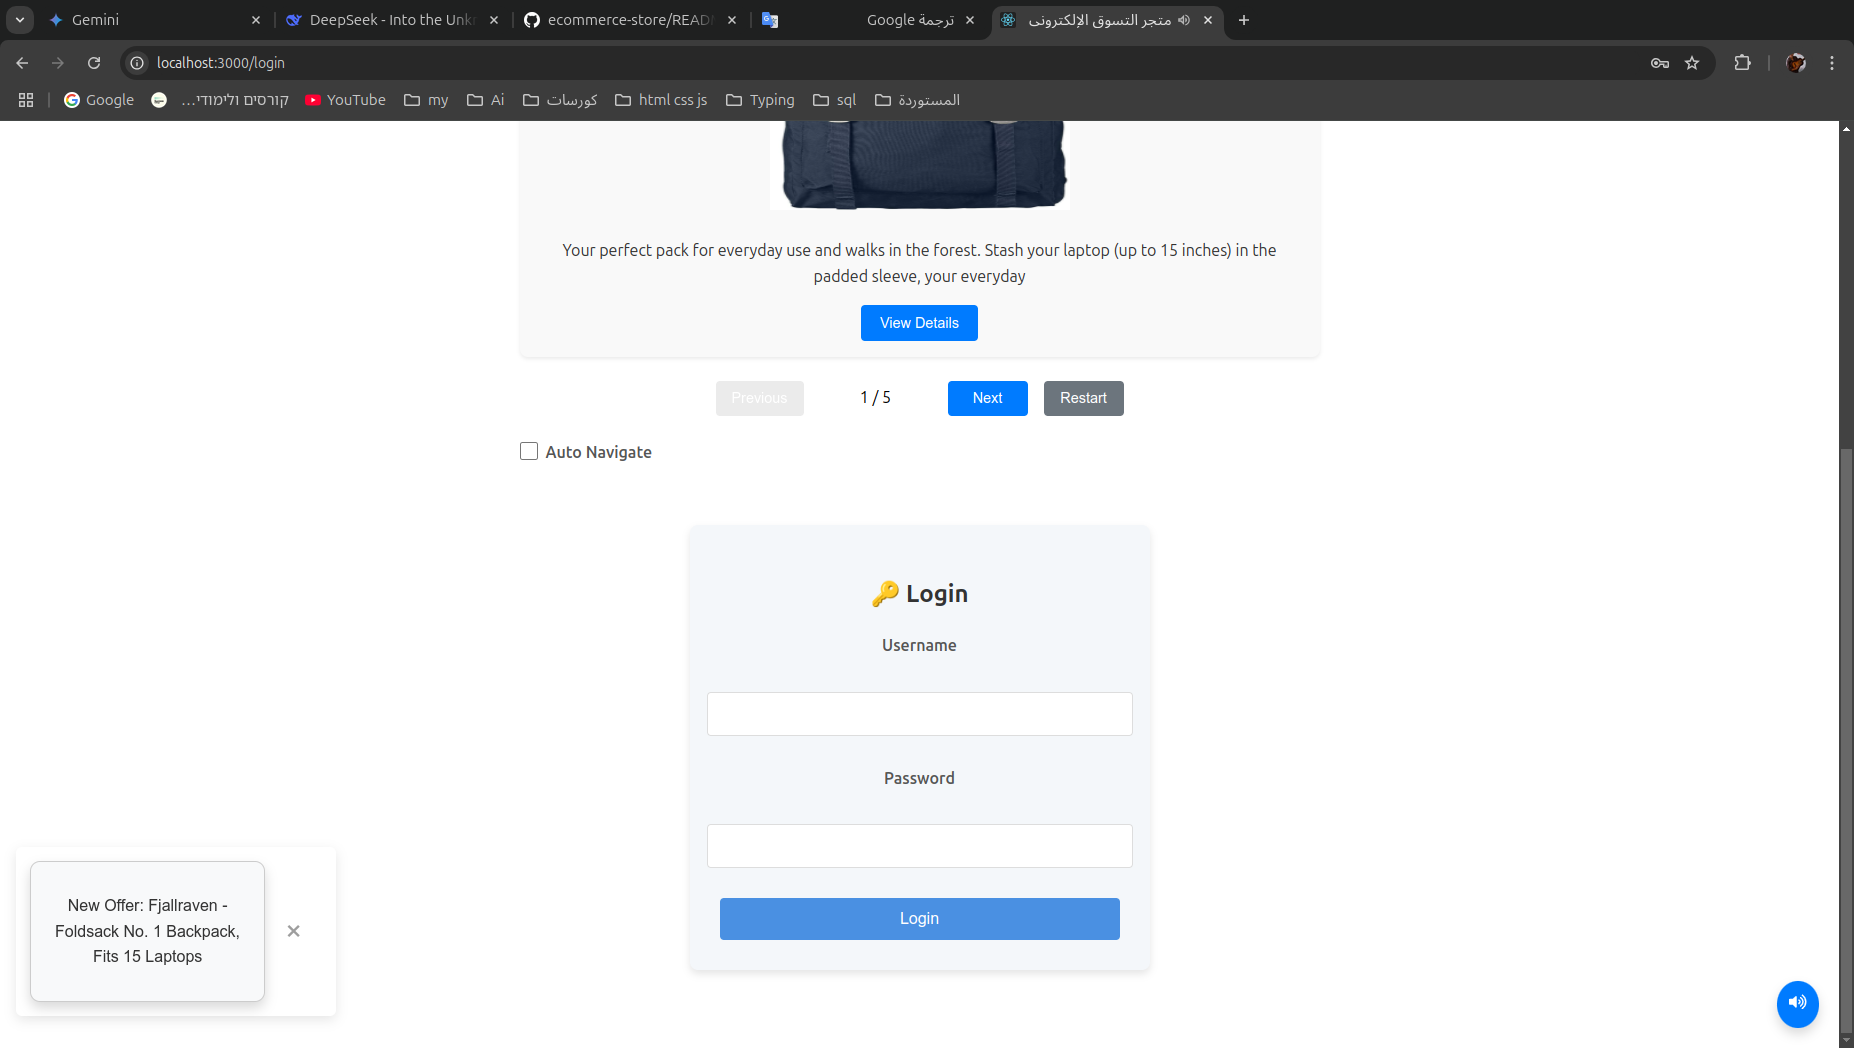 Gemini
DeepSeek - Into the Unkn
ecommerce-store/READM
ترجمة Google
متجر التسوق الإلكتروني
localhost:3000/login
Google
קורסים ולימודי...
YouTube
my
Ai
كورسات
html css js
Typing
sql
المستوردة
Your perfect pack for everyday use and walks in the forest. Stash your laptop (up to 15 inches) in the
padded sleeve, your everyday
View Details
Previous
1 / 5
Next
Restart
Auto Navigate
Login
Username
Password
Login
New Offer: Fjallraven -
Foldsack No. 1 Backpack,
Fits 15 Laptops